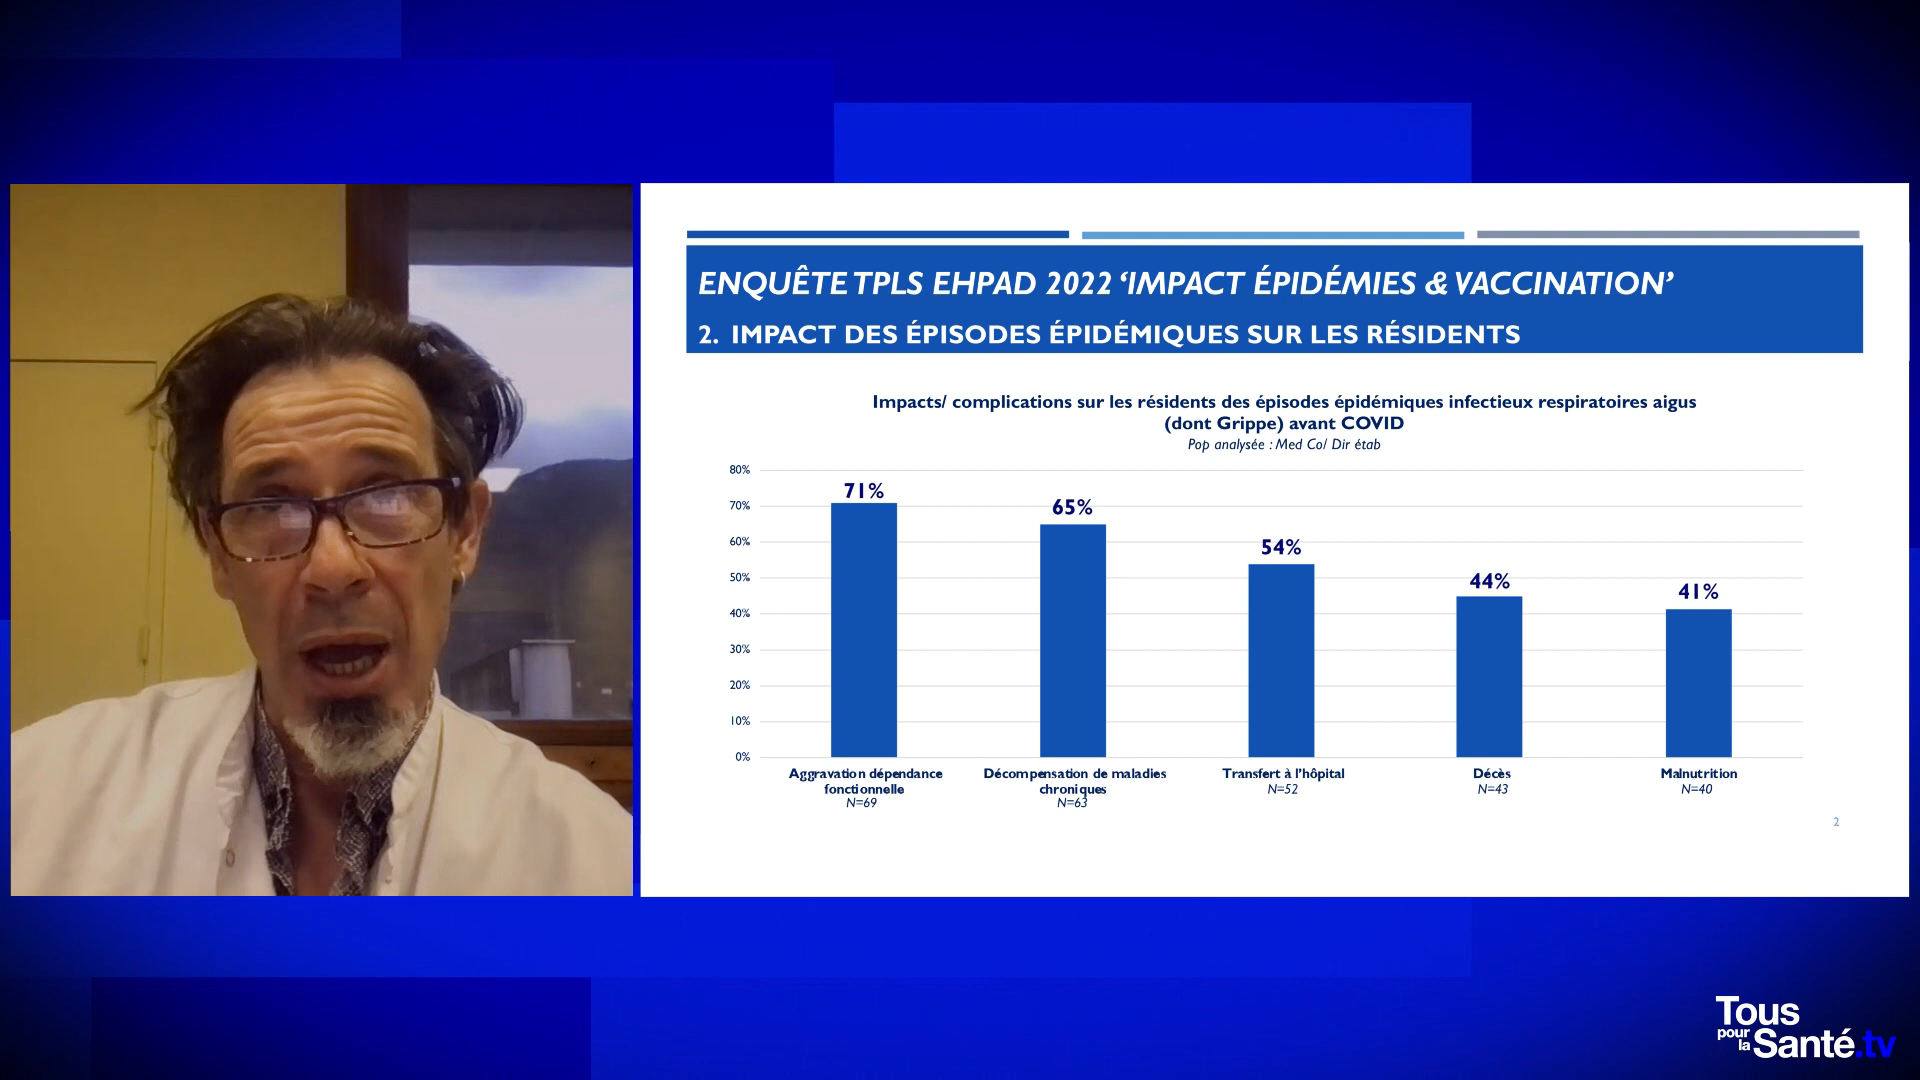 ENQUÊTE TPLS EHPAD 2022 ‘IMPACT ÉPIDÉMIES & VACCINATION’
2. IMPACT DES ÉPISODES ÉPIDÉMIQUES SUR LES RÉSIDENTS
Impacts/ complications sur les résidents des épisodes épidémiques infectieux respiratoires aigus
(dont Grippe) avant COVID
Pop analysée : Med Co/ Dir étab
80%
70%
60%
50%
40%
30%
20%
10%
0%
71%
65%
54%
44%
41%
Aggravation dépendance
fonctionnelle
N=69
Décompensation de maladies
chroniques
N=63
Transfert à l’hôpital
N=52
Décès
N=43
Malnutrition
N=40
2
Tous
pour
la Santé.tv